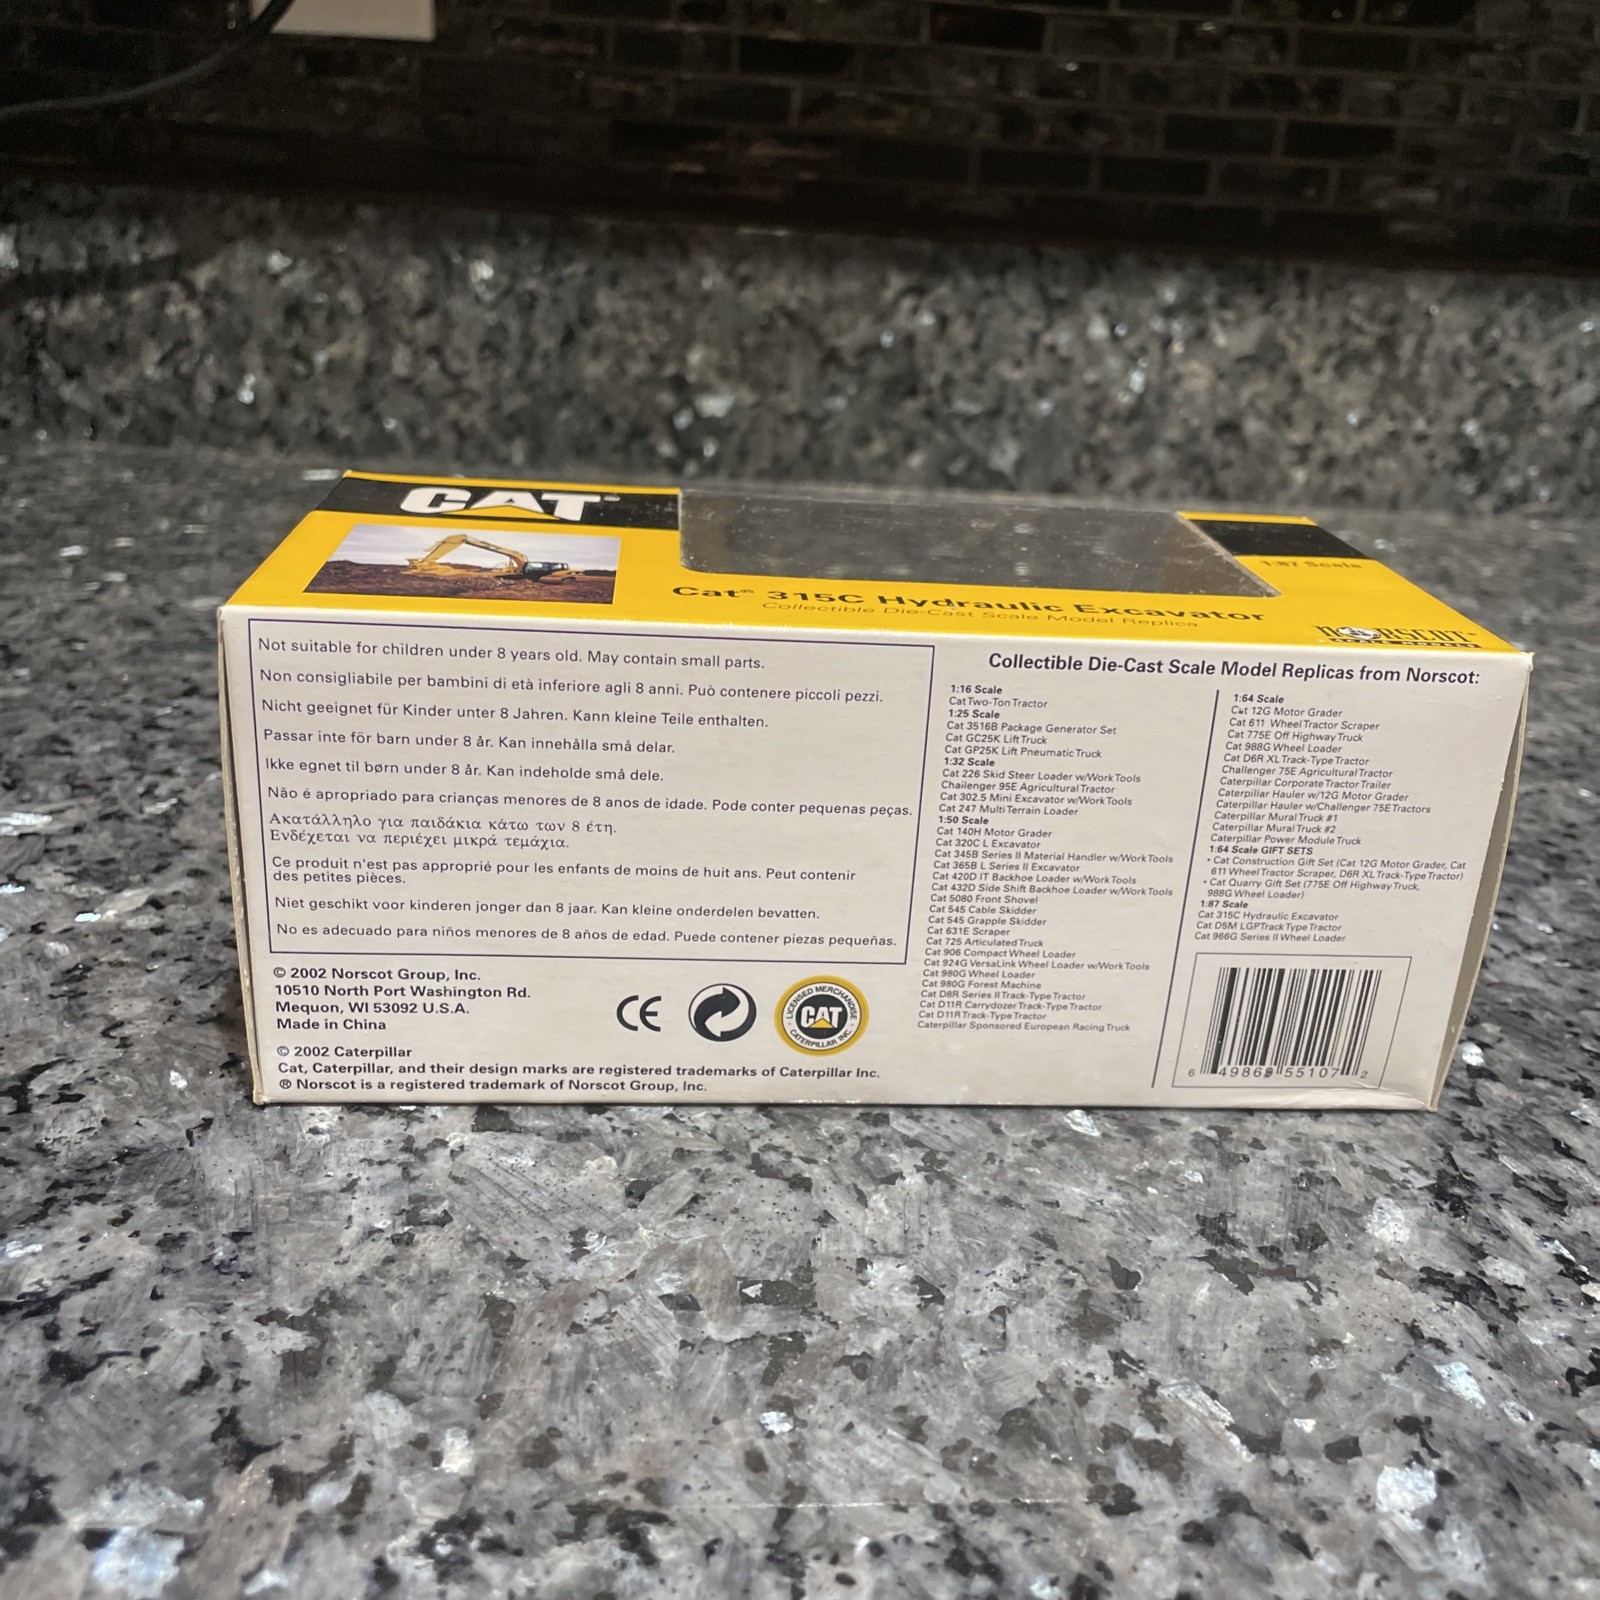 CAT®
Cat® 315C Hydraulic Excavator
Collectible Die-Cast Scale Model Replica
1:87 Scale
NORSCOT®
SCALE MODELS
Not suitable for children under 8 years old. May contain small parts.
Non consigliabile per bambini di età inferiore agli 8 anni. Può contenere piccoli pezzi.
Nicht geeignet für Kinder unter 8 Jahren. Kann kleine Teile enthalten.
Passar inte för barn under 8 år. Kan innehålla små delar.
Ikke egnet til børn under 8 år. Kan indeholde små dele.
Não é apropriado para crianças menores de 8 anos de idade. Pode conter pequenas peças.
Ακατάλληλο για παιδάκια κάτω των 8 έτη.
Ενδέχεται να περιέχει μικρά τεμάχια.
Ce produit n'est pas approprié pour les enfants de moins de huit ans. Peut contenir
des petites pièces.
Niet geschikt voor kinderen jonger dan 8 jaar. Kan kleine onderdelen bevatten.
No es adecuado para niños menores de 8 años de edad. Puede contener piezas pequeñas.
© 2002 Norscot Group, Inc.
10510 North Port Washington Rd.
Mequon, WI 53092 U.S.A.
Made in China
© 2002 Caterpillar
Cat, Caterpillar, and their design marks are registered trademarks of Caterpillar Inc.
® Norscot is a registered trademark of Norscot Group, Inc.
CE
LICENSED MERCHANDISE
CAT
CATERPILLAR INC
Collectible Die-Cast Scale Model Replicas from Norscot:
1:16 Scale
Cat Two-Ton Tractor
1:25 Scale
Cat 3516B Package Generator Set
Cat GC25K Lift Truck
Cat GP25K Lift Pneumatic Truck
1:32 Scale
Cat 226 Skid Steer Loader w/Work Tools
Challenger 95E Agricultural Tractor
Cat 302.5 Mini Excavator w/Work Tools
Cat 247 Multi Terrain Loader
1:50 Scale
Cat 140H Motor Grader
Cat 320C L Excavator
Cat 345B Series II Material Handler w/Work Tools
Cat 365B L Series II Excavator
Cat 420D IT Backhoe Loader w/Work Tools
Cat 432D Side Shift Backhoe Loader w/Work Tools
Cat 5080 Front Shovel
Cat 545 Cable Skidder
Cat 545 Grapple Skidder
Cat 631E Scraper
Cat 725 Articulated Truck
Cat 906 Compact Wheel Loader
Cat 924G VersaLink Wheel Loader w/Work Tools
Cat 980G Wheel Loader
Cat 980G Forest Machine
Cat D8R Series II Track-Type Tractor
Cat D11R Carrydozer Track-Type Tractor
Cat D11R Track-Type Tractor
Caterpillar Sponsored European Racing Truck
1:64 Scale
Cat 12G Motor Grader
Cat 611 Wheel Tractor Scraper
Cat 775E Off Highway Truck
Cat 988G Wheel Loader
Cat D6R XL Track-Type Tractor
Challenger 75E Agricultural Tractor
Caterpillar Corporate Tractor Trailer
Caterpillar Hauler w/12G Motor Grader
Caterpillar Hauler w/Challenger 75E Tractors
Caterpillar Mural Truck #1
Caterpillar Mural Truck #2
Caterpillar Power Module Truck
1:64 Scale GIFT SETS
• Cat Construction Gift Set (Cat 12G Motor Grader, Cat
611 Wheel Tractor Scraper, D6R XL Track-Type Tractor)
• Cat Quarry Gift Set (775E Off Highway Truck,
988G Wheel Loader)
1:87 Scale
Cat 315C Hydraulic Excavator
Cat D5M LGP Track Type Tractor
Cat 966G Series II Wheel Loader
6 49869 55107 2